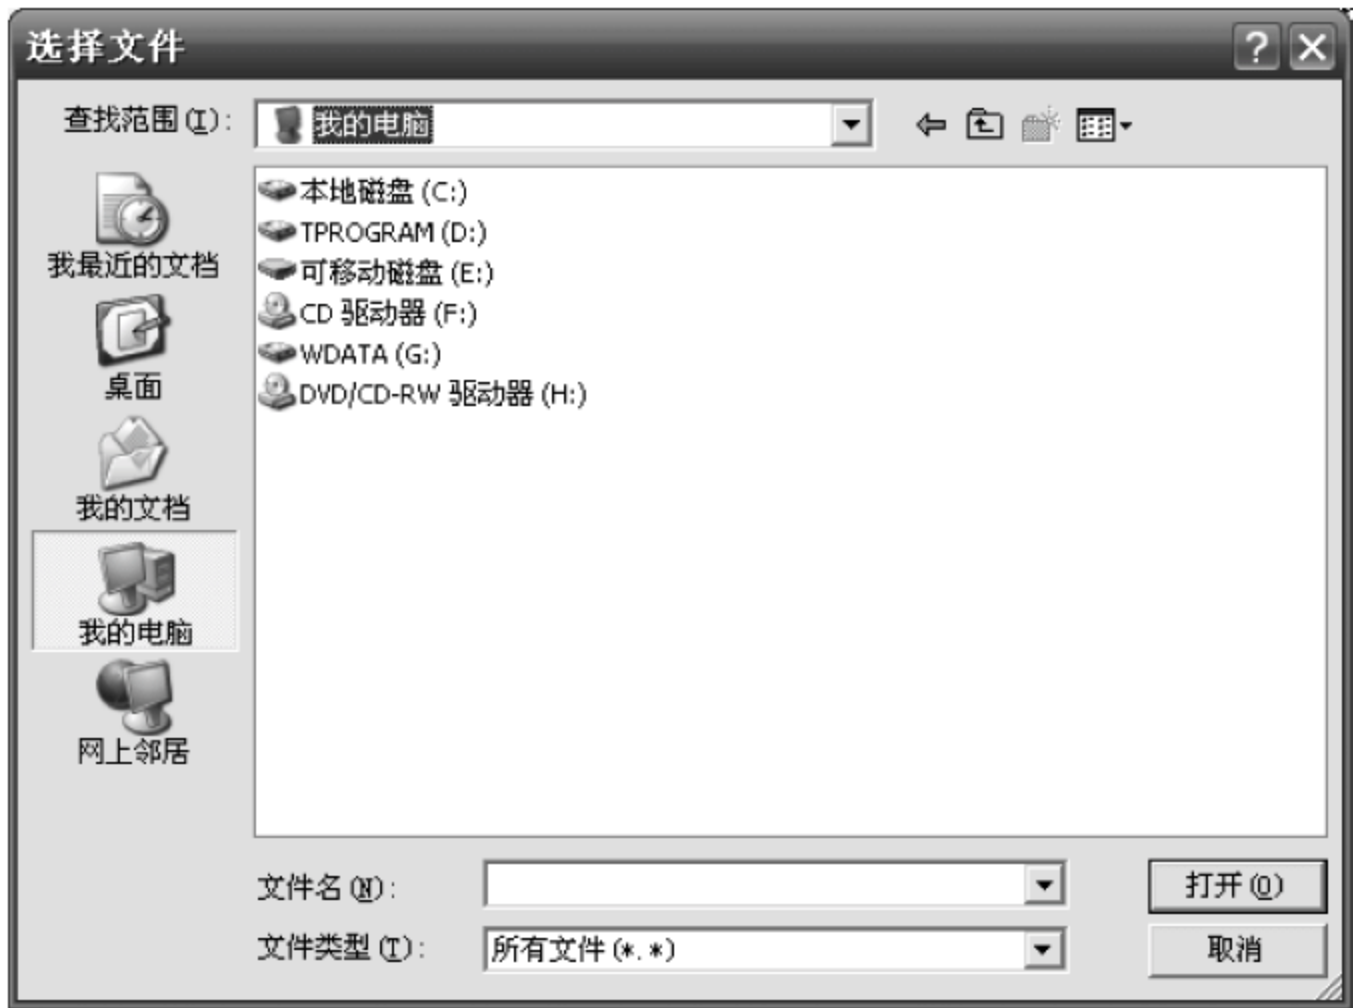 选择文件
查找范围(I):
我的电脑
我最近的文档
桌面
我的文档
我的电脑
网上邻居
本地磁盘 (C:)
TPROGRAM (D:)
可移动磁盘 (E:)
CD 驱动器 (F:)
WDATA (G:)
DVD/CD-RW 驱动器 (H:)
文件名(N):
打开(O)
文件类型(T):
所有文件(*.*)
取消